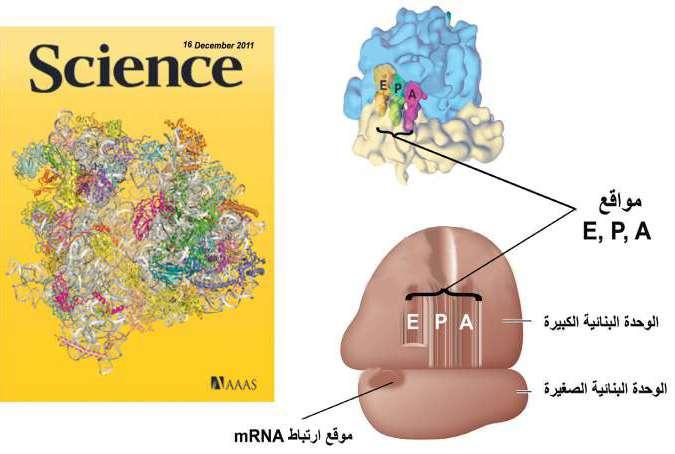 16 December 2011
Science
AAAS
E P A
مواقع
E, P, A
E P A
الوحدة البنائية الكبيرة
الوحدة البنائية الصغيرة
موقع ارتباط mRNA